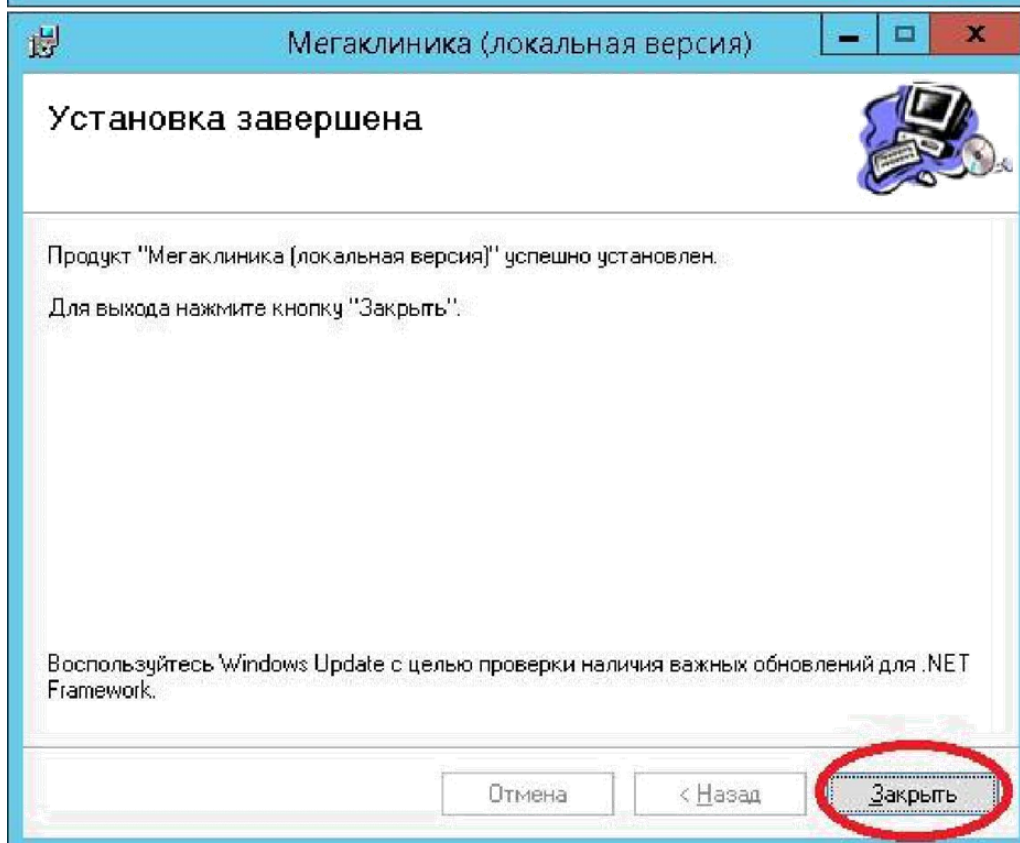 Мегаклиника (локальная версия)
Установка завершена
Продукт "Мегаклиника (локальная версия)" успешно установлен.
Для выхода нажмите кнопку "Закрыть".
Воспользуйтесь Windows Update с целью проверки наличия важных обновлений для .NET
Framework.
Отмена < Назад Закрыть